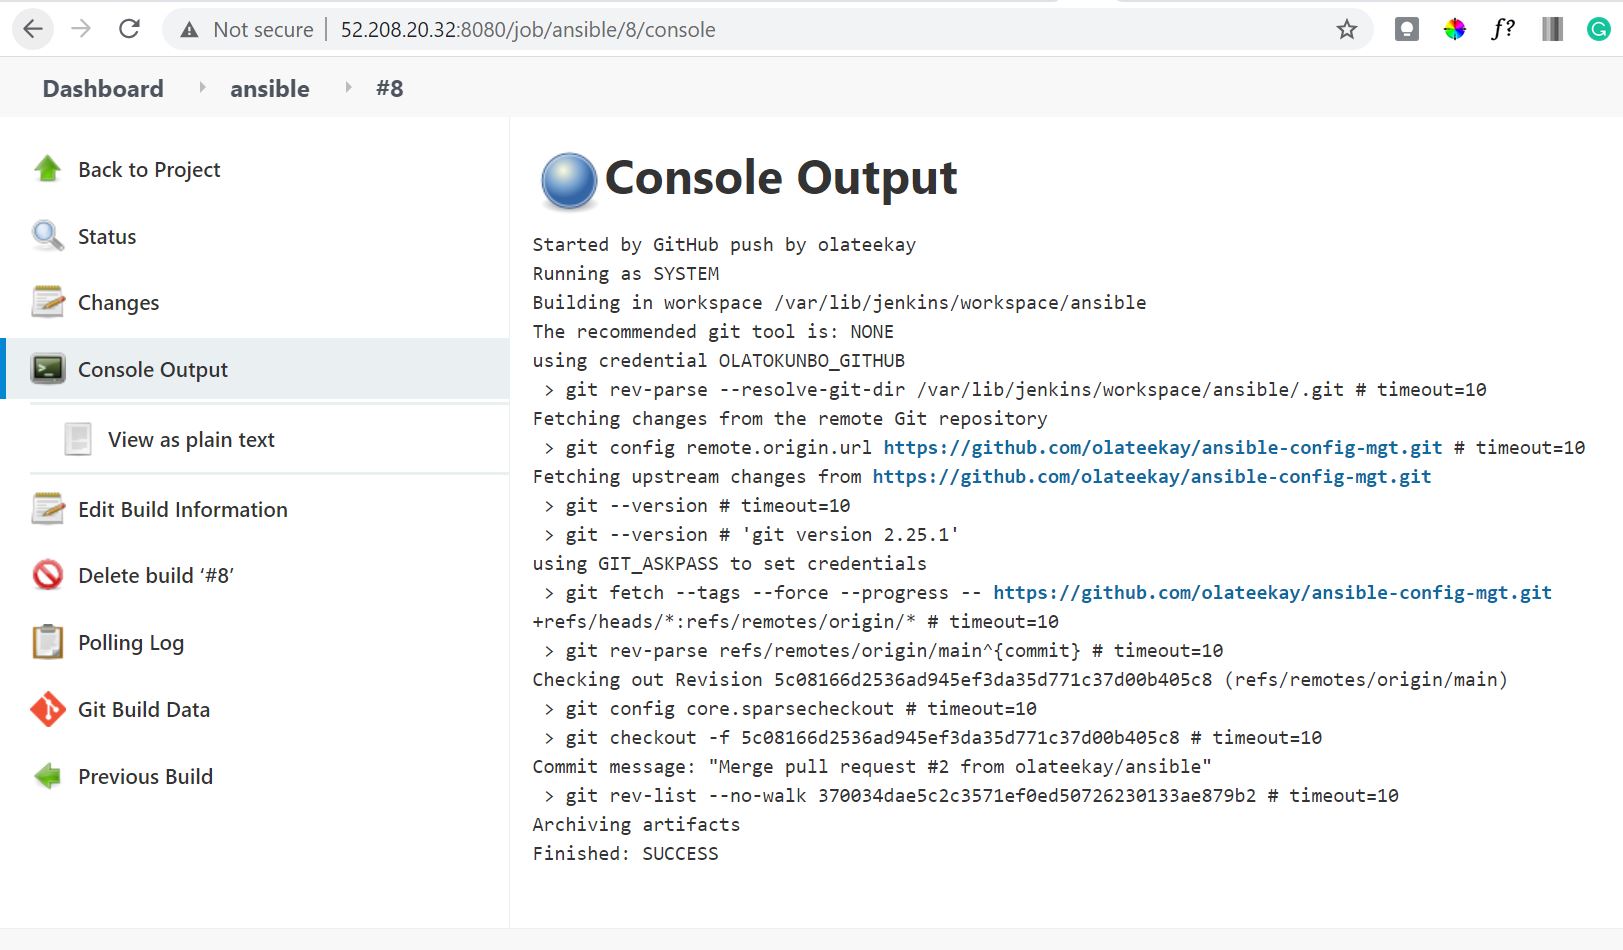 Not secure | 52.208.20.32:8080/job/ansible/8/console
f?
G
Dashboard ansible #8
Back to Project
Status
Changes
Console Output
View as plain text
Edit Build Information
Delete build ‘#8’
Polling Log
Git Build Data
Previous Build
Console Output
Started by GitHub push by olateekay
Running as SYSTEM
Building in workspace /var/lib/jenkins/workspace/ansible
The recommended git tool is: NONE
using credential OLATOKUNBO_GITHUB
> git rev-parse --resolve-git-dir /var/lib/jenkins/workspace/ansible/.git # timeout=10
Fetching changes from the remote Git repository
> git config remote.origin.url https://github.com/olateekay/ansible-config-mgt.git # timeout=10
Fetching upstream changes from https://github.com/olateekay/ansible-config-mgt.git
> git --version # timeout=10
> git --version # 'git version 2.25.1'
using GIT_ASKPASS to set credentials
> git fetch --tags --force --progress -- https://github.com/olateekay/ansible-config-mgt.git
+refs/heads/*:refs/remotes/origin/* # timeout=10
> git rev-parse refs/remotes/origin/main^{commit} # timeout=10
Checking out Revision 5c08166d2536ad945ef3da35d771c37d00b405c8 (refs/remotes/origin/main)
> git config core.sparsecheckout # timeout=10
> git checkout -f 5c08166d2536ad945ef3da35d771c37d00b405c8 # timeout=10
Commit message: "Merge pull request #2 from olateekay/ansible"
> git rev-list --no-walk 370034dae5c2c3571ef0ed50726230133ae879b2 # timeout=10
Archiving artifacts
Finished: SUCCESS